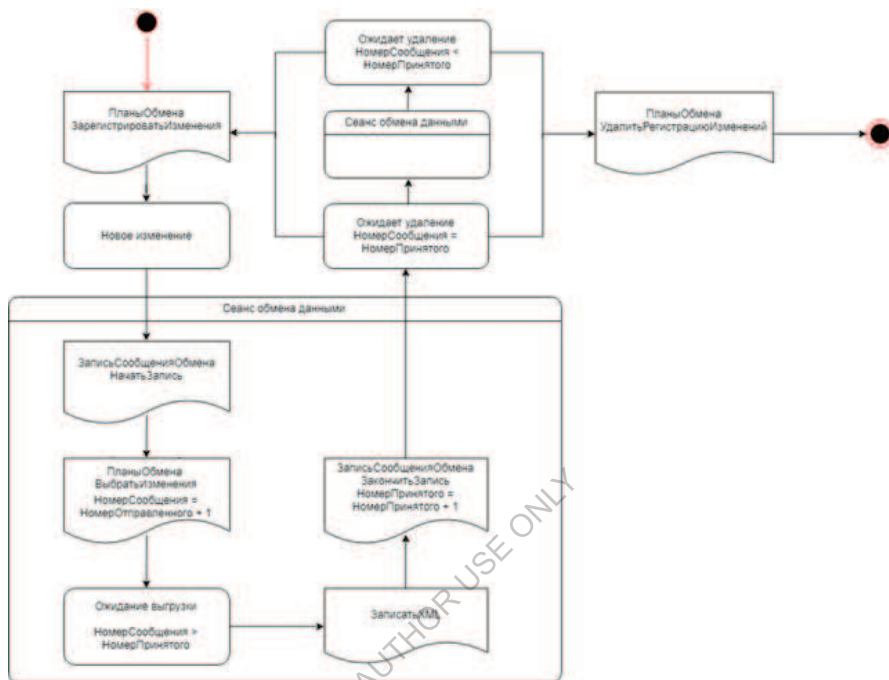 Ожидает удаление
НомерСообщения <
НомерПринятого
ПланыОбмена
ЗарегистрироватьИзменения
Сеанс обмена данными
ПланыОбмена
УдалитьРегистрациюИзменений
Новое изменение
Ожидает удаление
НомерСообщения =
НомерПринятого
Сеанс обмена данными
ЗаписьСообщенияОбмена
НачатьЗапись
ПланыОбмена
ВыбратьИзменения
НомерСообщения =
НомерОтправленного + 1
ЗаписьСообщенияОбмена
ЗакончитьЗапись
НомерПринятого =
НомерПринятого + 1
Ожидание выгрузки
НомерСообщения >
НомерПринятого
ЗаписатьXML
AUTHOR USE ONLY